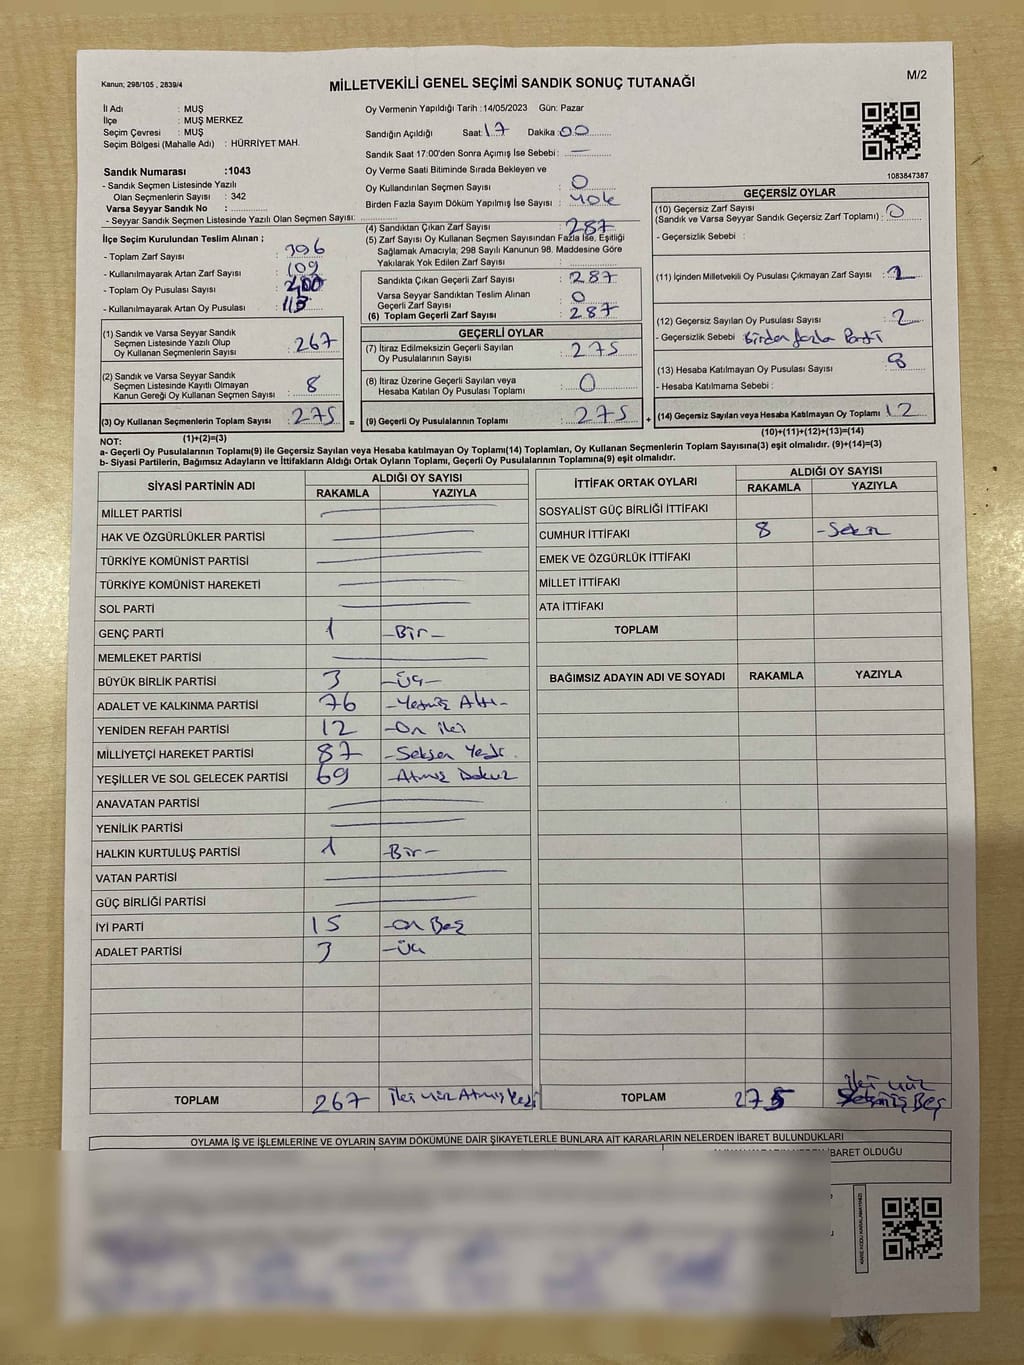 Kanun; 298/105 , 2839/4
MİLLETVEKİLİ GENEL SEÇİMİ SANDIK SONUÇ TUTANAĞI
M/2
İl Adı : MUŞ
İlçe : MUŞ MERKEZ
Seçim Çevresi : MUŞ
Seçim Bölgesi (Mahalle Adı) : HÜRRİYET MAH.
Sandık Numarası :1043
- Sandık Seçmen Listesinde Yazılı
Olan Seçmenlerin Sayısı : 342
Varsa Seyyar Sandık No :
- Seyyar Sandık Seçmen Listesinde Yazılı Olan Seçmen Sayısı:
İlçe Seçim Kurulundan Teslim Alınan ;
- Toplam Zarf Sayısı : 396
- Kullanılmayarak Artan Zarf Sayısı : 109
- Toplam Oy Pusulası Sayısı :
- Kullanılmayarak Artan Oy Pusulası :
(1) Sandık ve Varsa Seyyar Sandık
Seçmen Listesinde Yazılı Olup
Oy Kullanan Seçmenlerin Sayısı : 267
(2) Sandık ve Varsa Seyyar Sandık
Seçmen Listesinde Kayıtlı Olmayan
Kanun Gereği Oy Kullanan Seçmen Sayısı : 8
(3) Oy Kullanan Seçmenlerin Toplam Sayısı : 275
(1)+(2)=(3)
Oy Vermenin Yapıldığı Tarih :14/05/2023 Gün: Pazar
Sandığın Açıldığı Saat:17 Dakika:00
Sandık Saat 17:00'den Sonra Açımış İse Sebebi : —
Oy Verme Saati Bitiminde Sırada Bekleyen ve
Oy Kullandırılan Seçmen Sayısı : 0
Birden Fazla Sayım Döküm Yapılmış İse Sayısı : Yok
(4) Sandıktan Çıkan Zarf Sayısı : 287
(5) Zarf Sayısı Oy Kullanan Seçmen Sayısından Fazla İse, Eşitliği
Sağlamak Amacıyla; 298 Sayılı Kanunun 98. Maddesine Göre
Yakılarak Yok Edilen Zarf Sayısı :
Sandıkta Çıkan Geçerli Zarf Sayısı : 287
Varsa Seyyar Sandıktan Teslim Alınan
Geçerli Zarf Sayısı : 0
(6) Toplam Geçerli Zarf Sayısı : 287
GEÇERLİ OYLAR
(7) İtiraz Edilmeksizin Geçerli Sayılan
Oy Pusulalarının Sayısı : 275
(8) İtiraz Üzerine Geçerli Sayılan veya
Hesaba Katılan Oy Pusulası Toplamı : 0
= (9) Geçerli Oy Pusulalarının Toplamı : 275 +
1083847387
GEÇERSİZ OYLAR
(10) Geçersiz Zarf Sayısı
(Sandık ve Varsa Seyyar Sandık Geçersiz Zarf Toplamı) : 0
- Geçersizlik Sebebi :
(11) İçinden Milletvekili Oy Pusulası Çıkmayan Zarf Sayısı :
(12) Geçersiz Sayılan Oy Pusulası Sayısı : 2
- Geçersizlik Sebebi : Birden fazla Parti
(13) Hesaba Katılmayan Oy Pusulası Sayısı : 8
- Hesaba Katılmama Sebebi :
(14) Geçersiz Sayılan veya Hesaba Katılmayan Oy Toplamı : 12
(10)+(11)+(12)+(13)=(14)
NOT:
a- Geçerli Oy Pusulalarının Toplamı(9) ile Geçersiz Sayılan veya Hesaba katılmayan Oy Toplamı(14) Toplamları, Oy Kullanan Seçmenlerin Toplam Sayısına(3) eşit olmalıdır. (9)+(14)=(3)
b- Siyasi Partilerin, Bağımsız Adayların ve İttifakların Aldığı Ortak Oyların Toplamı, Geçerli Oy Pusulalarının Toplamına(9) eşit olmalıdır.
SİYASİ PARTİNİN ADI ALDIĞI OY SAYISI
RAKAMLA YAZIYLA
MİLLET PARTİSİ
HAK VE ÖZGÜRLÜKLER PARTİSİ
TÜRKİYE KOMÜNİST PARTİSİ
TÜRKİYE KOMÜNİST HAREKETİ
SOL PARTİ
GENÇ PARTİ 1 -Bir-
MEMLEKET PARTİSİ
BÜYÜK BİRLİK PARTİSİ 3 -Üç-
ADALET VE KALKINMA PARTİSİ 76 -Yetmiş Altı-
YENİDEN REFAH PARTİSİ 12 -On iki
MİLLİYETÇİ HAREKET PARTİSİ 87 -Seksen Yedi
YEŞİLLER VE SOL GELECEK PARTİSİ 69 -Atmış Dokuz
ANAVATAN PARTİSİ
YENİLİK PARTİSİ
HALKIN KURTULUŞ PARTİSİ 1 -Bir-
VATAN PARTİSİ
GÜÇ BİRLİĞİ PARTİSİ
İYİ PARTİ 15 -On Beş
ADALET PARTİSİ 3 -Üç
TOPLAM 267 İki Yüz Atmış Yedi
İTTİFAK ORTAK OYLARI ALDIĞI OY SAYISI
RAKAMLA YAZIYLA
SOSYALİST GÜÇ BİRLİĞİ İTTİFAKI
CUMHUR İTTİFAKI 8 -Sekiz
EMEK VE ÖZGÜRLÜK İTTİFAKI
MİLLET İTTİFAKI
ATA İTTİFAKI
TOPLAM
BAĞIMSIZ ADAYIN ADI VE SOYADI RAKAMLA YAZIYLA
TOPLAM 275 İki Yüz
Yetmiş Beş
OYLAMA İŞ VE İŞLEMLERİNE VE OYLARIN SAYIM DÖKÜMÜNE DAİR ŞİKAYETLERLE BUNLARA AİT KARARLARIN NELERDEN İBARET BULUNDUKLARI
İBARET OLDUĞU